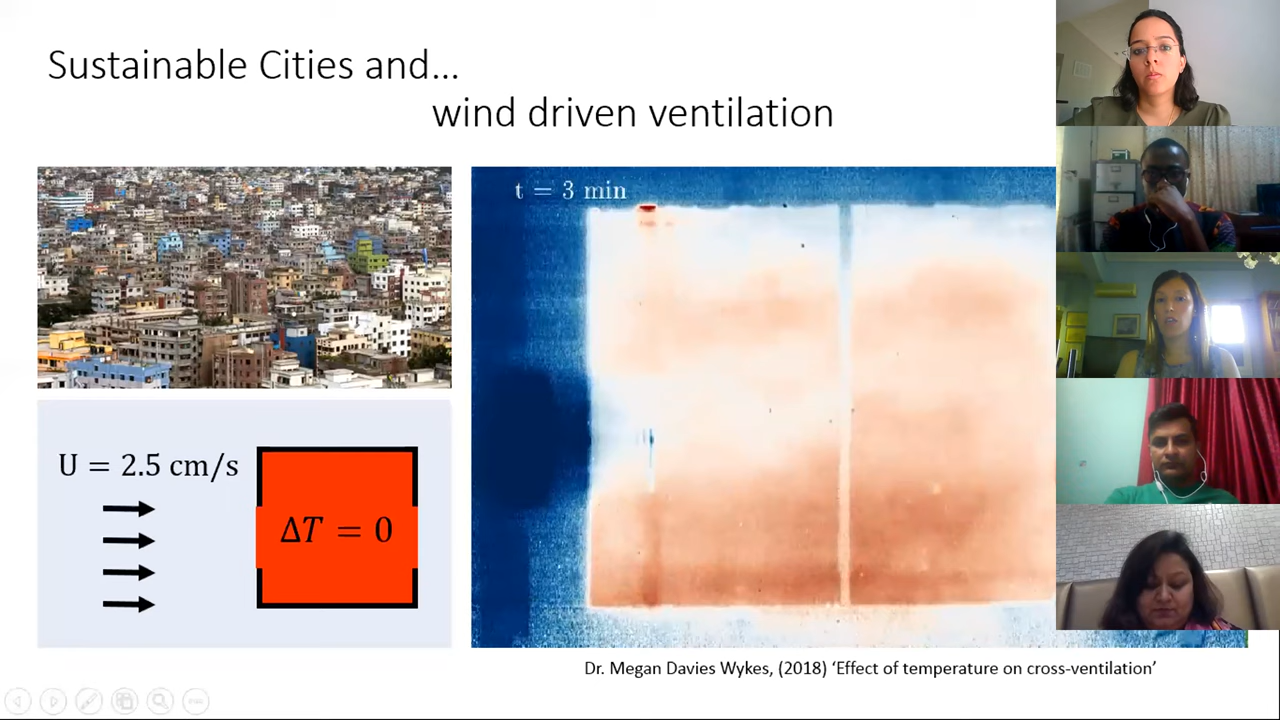 Sustainable Cities and…
wind driven ventilation
t = 3 min
U = 2.5 cm/s
ΔT = 0
Dr. Megan Davies Wykes, (2018) ‘Effect of temperature on cross-ventilation’